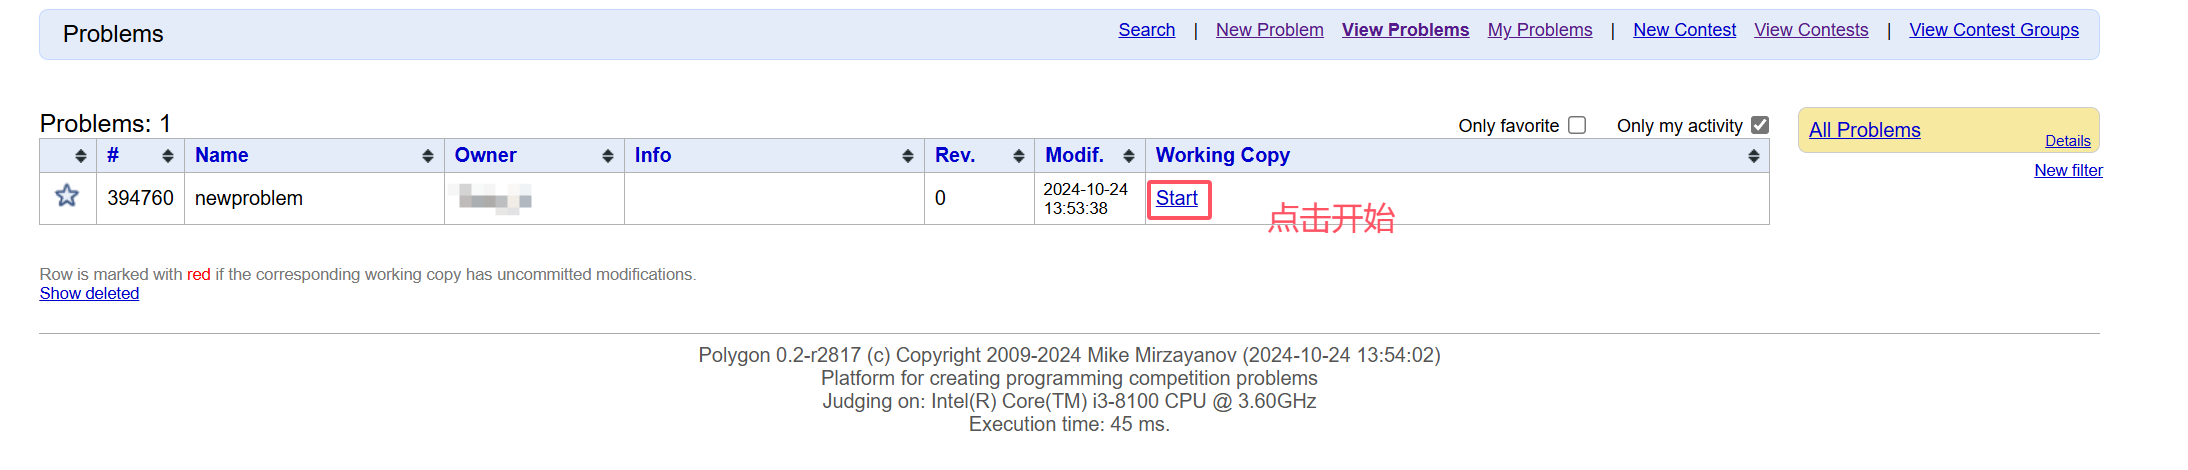 Problems
Search | New Problem View Problems My Problems | New Contest View Contests | View Contest Groups
Problems: 1
Only favorite Only my activity
All Problems
Details
New filter
# Name Owner Info Rev. Modif. Working Copy
394760 newproblem 0 2024-10-24 13:53:38 Start
点击开始
Row is marked with red if the corresponding working copy has uncommitted modifications.
Show deleted
Polygon 0.2-r2817 (c) Copyright 2009-2024 Mike Mirzayanov (2024-10-24 13:54:02)
Platform for creating programming competition problems
Judging on: Intel(R) Core(TM) i3-8100 CPU @ 3.60GHz
Execution time: 45 ms.